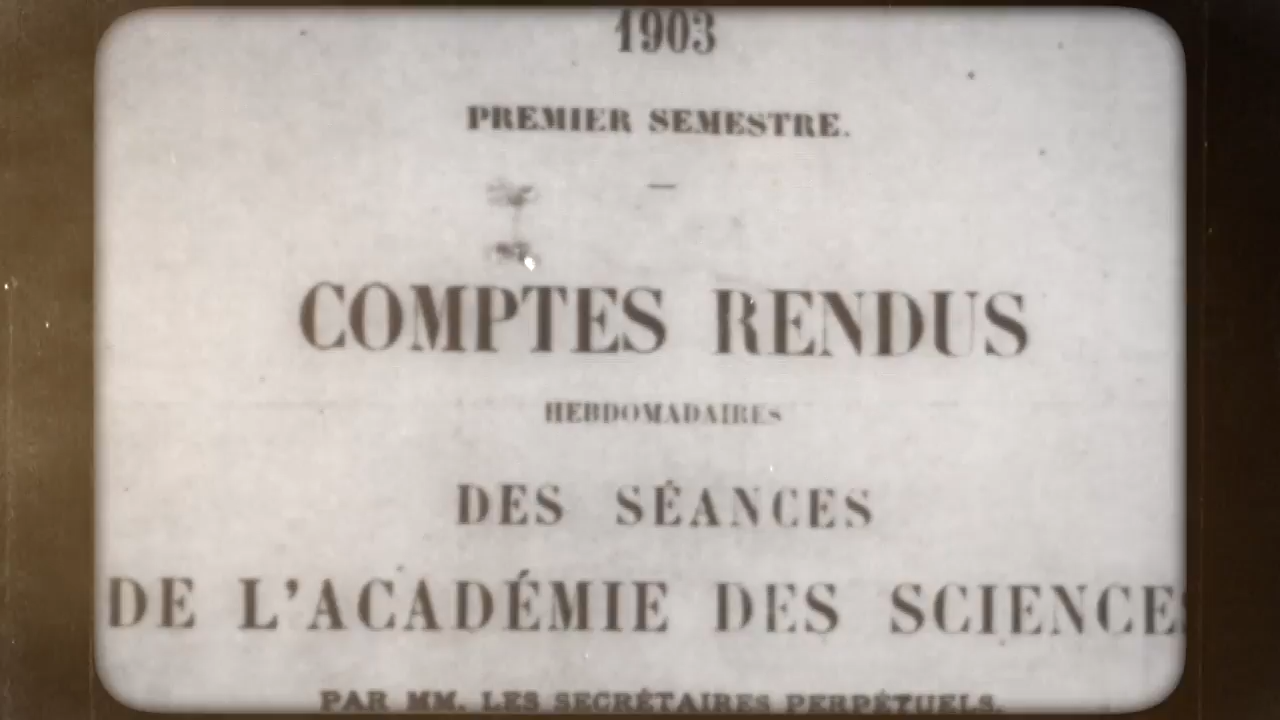 1903
PREMIER SEMESTRE.
COMPTES RENDUS
HEBDOMADAIRES
DES SÉANCES
DE L'ACADÉMIE DES SCIENCES
PAR MM. LES SECRÉTAIRES PERPÉTUELS.